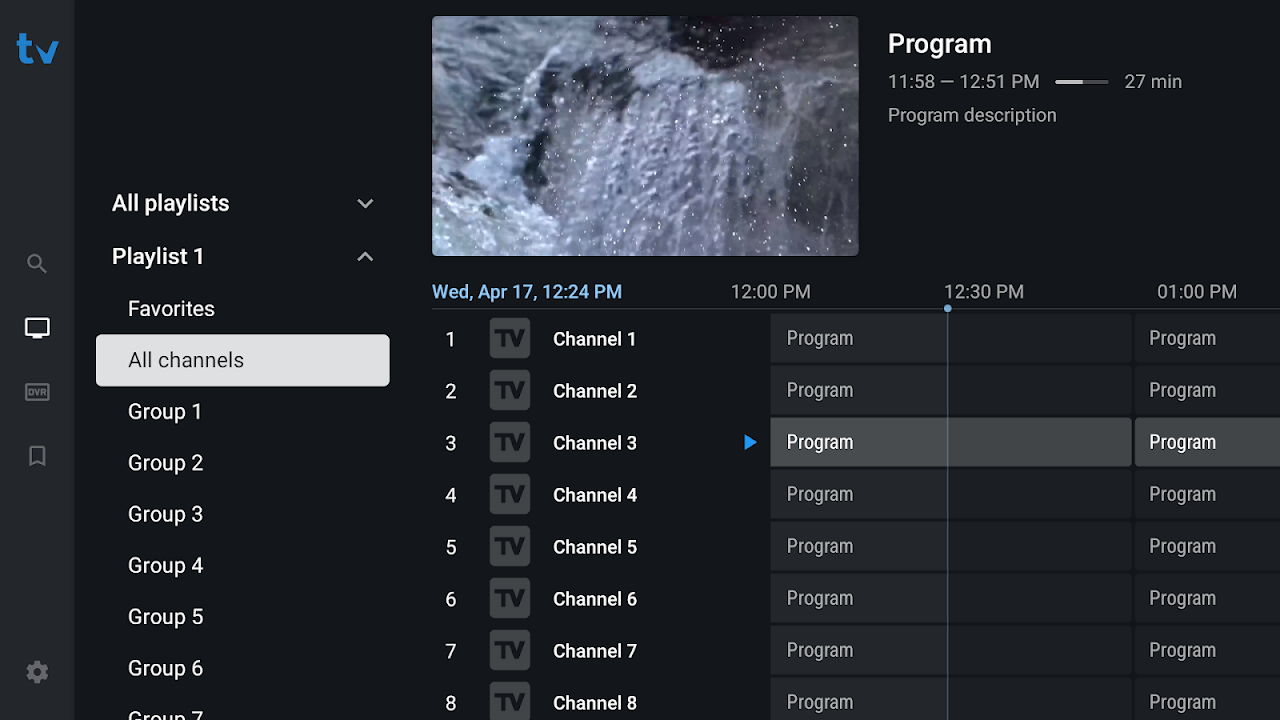 tv
Program
11:58 — 12:51 PM 27 min
Program description
All playlists
Playlist 1
Favorites
All channels
Group 1
Group 2
Group 3
Group 4
Group 5
Group 6
Group 7
DVR
Wed, Apr 17, 12:24 PM 12:00 PM 12:30 PM 01:00 PM
1 TV Channel 1 Program Program
2 TV Channel 2 Program Program
3 TV Channel 3 Program Program
4 TV Channel 4 Program Program
5 TV Channel 5 Program Program
6 TV Channel 6 Program Program
7 TV Channel 7 Program Program
8 TV Channel 8 Program Program